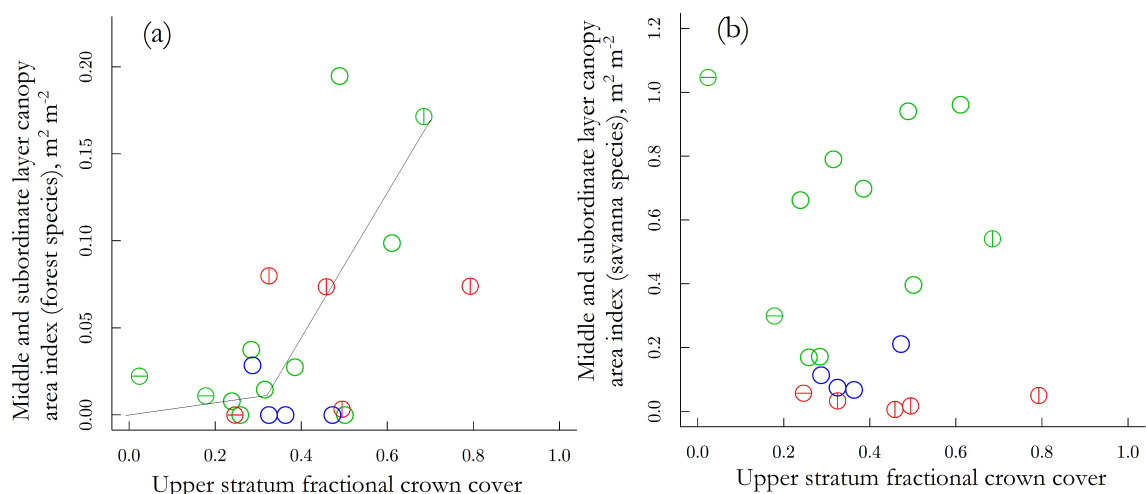 (a)
Middle and subordinate layer canopy
area index (forest species), m² m⁻²
0.20
0.15
0.10
0.05
0.00
0.0 0.2 0.4 0.6 0.8 1.0
Upper stratum fractional crown cover
(b)
Middle and subordinate layer canopy
area index (savanna species), m² m⁻²
1.2
1.0
0.8
0.6
0.4
0.2
0.0
0.0 0.2 0.4 0.6 0.8 1.0
Upper stratum fractional crown cover